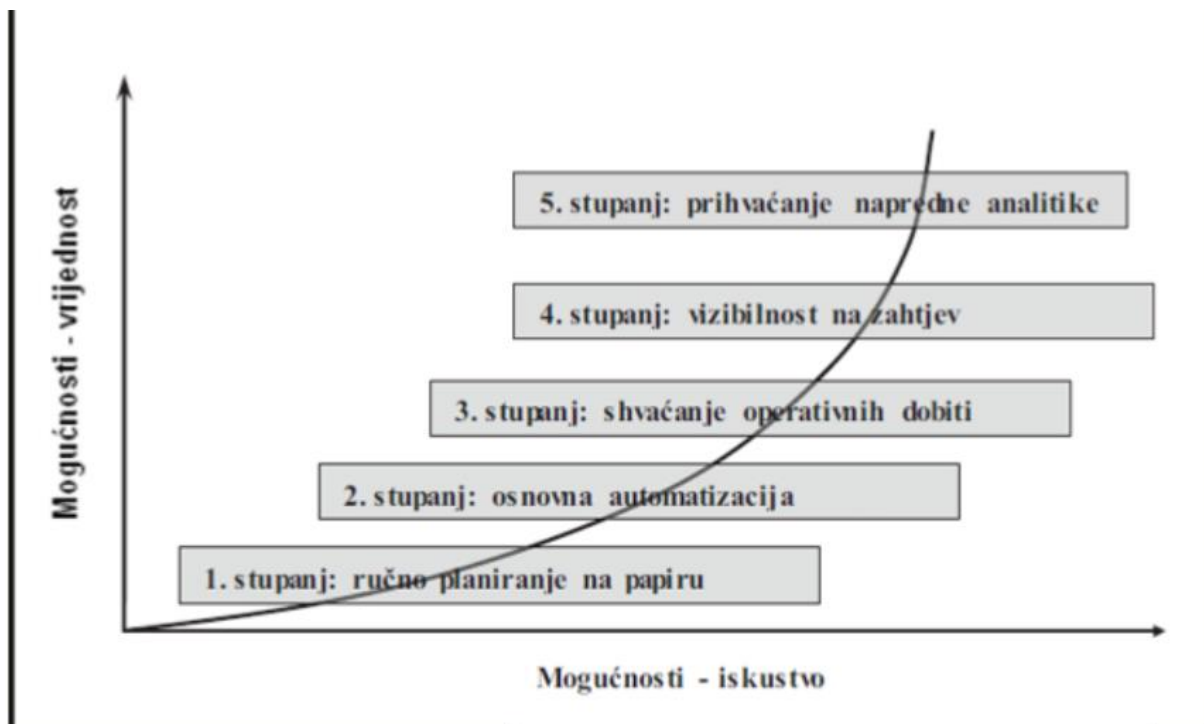 Mogućnosti - vrijednost
5. stupanj: prihvaćanje napredne analitike
4. stupanj: vizibilnost na zahtjev
3. stupanj: shvaćanje operativnih dobiti
2. stupanj: osnovna automatizacija
1. stupanj: ručno planiranje na papiru
Mogućnosti - iskustvo